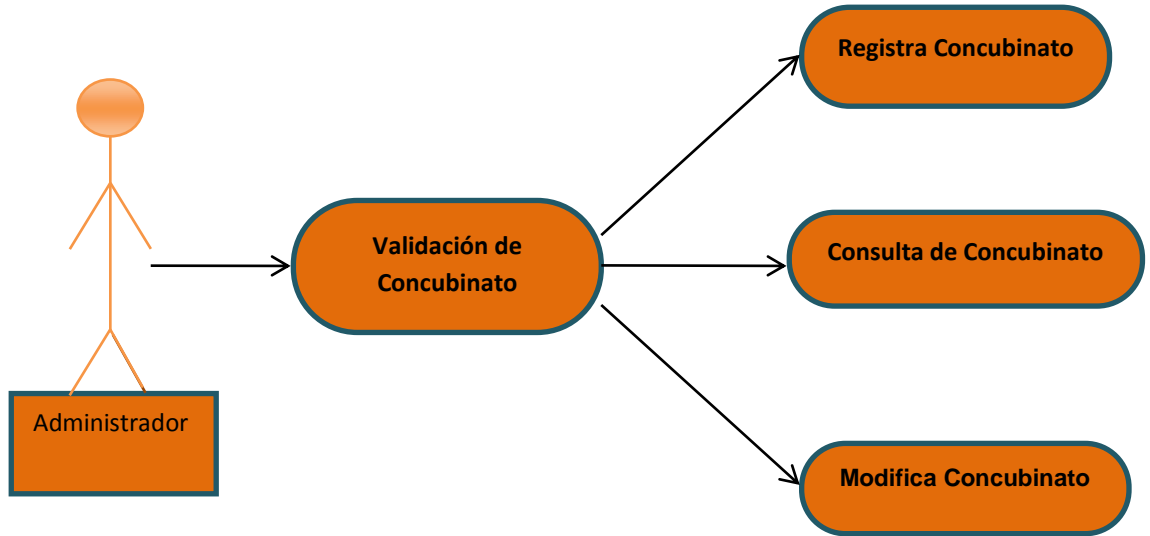 Registra Concubinato
Validación de
Concubinato
Consulta de Concubinato
Administrador
Modifica Concubinato